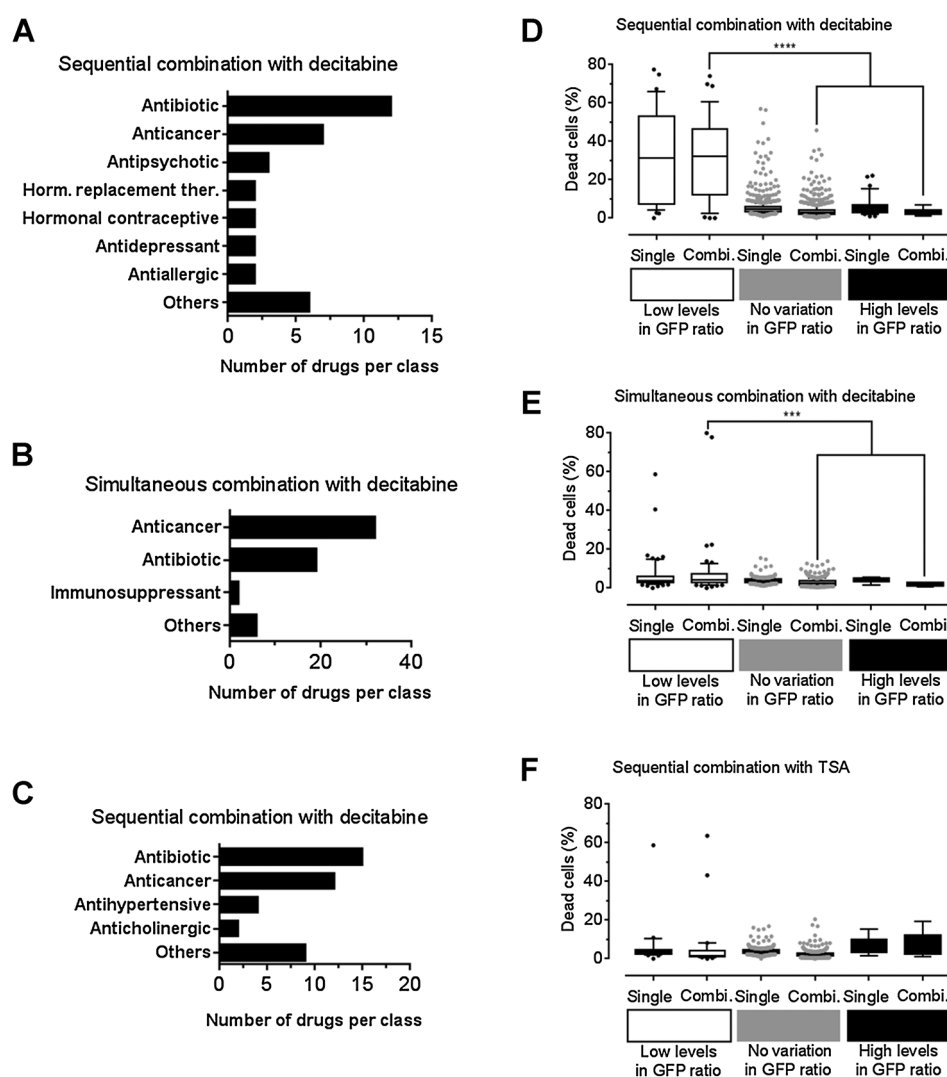 A
Sequential combination with decitabine
Antibiotic
Anticancer
Antipsychotic
Horm. replacement ther.
Hormonal contraceptive
Antidepressant
Antiallergic
Others
0 5 10 15
Number of drugs per class
B
Simultaneous combination with decitabine
Anticancer
Antibiotic
Immunosuppressant
Others
0 20 40
Number of drugs per class
C
Sequential combination with decitabine
Antibiotic
Anticancer
Antihypertensive
Anticholinergic
Others
0 5 10 15 20
Number of drugs per class
D
Sequential combination with decitabine
****
Dead cells (%)
80
60
40
20
0
Single Combi. Single Combi. Single Combi.
Low levels No variation High levels
in GFP ratio in GFP ratio in GFP ratio
E
Simultaneous combination with decitabine
***
Dead cells (%)
80
60
40
20
0
Single Combi. Single Combi. Single Combi
Low levels No variation High levels
in GFP ratio in GFP ratio in GFP ratio
F
Sequential combination with TSA
Dead cells (%)
80
60
40
20
0
Single Combi. Single Combi. Single Combi.
Low levels No variation High levels
in GFP ratio in GFP ratio in GFP ratio